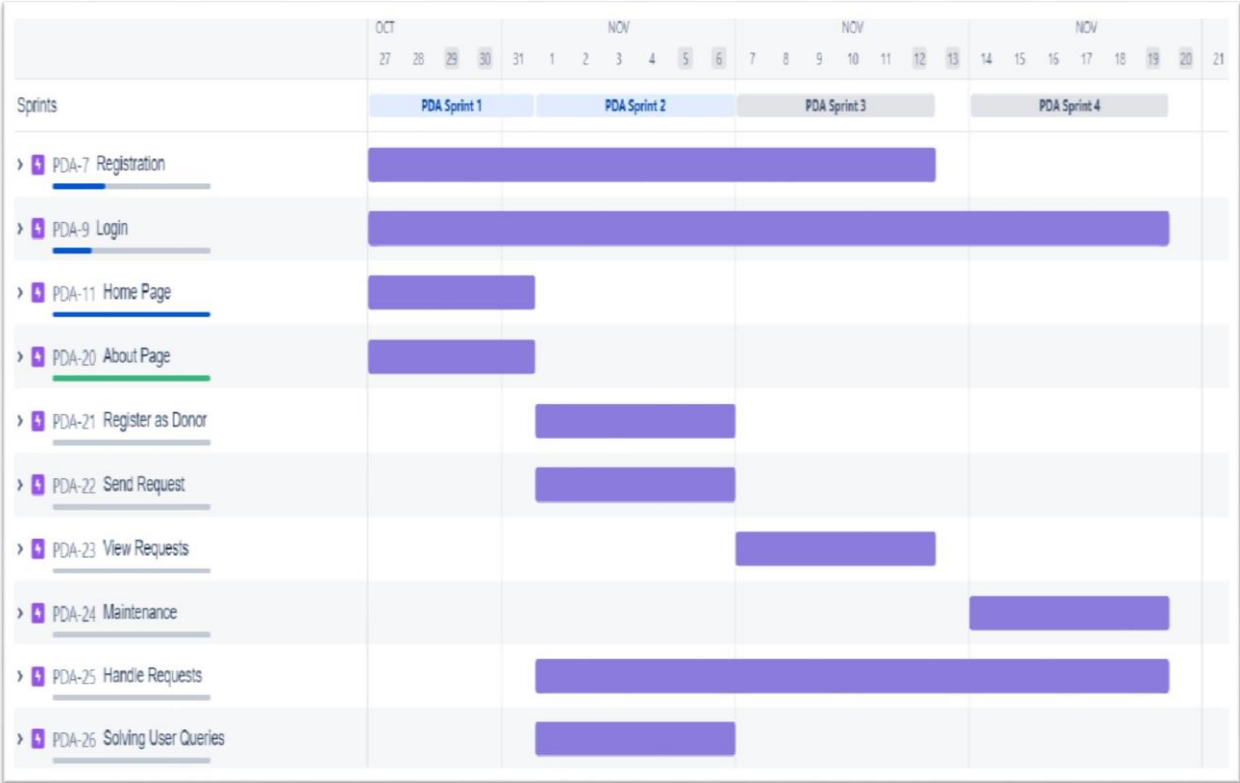 OCT NOV NOV NOV
27 28 29 30 31 1 2 3 4 5 6 7 8 9 10 11 12 13 14 15 16 17 18 19 20 21
Sprints PDA Sprint 1 PDA Sprint 2 PDA Sprint 3 PDA Sprint 4
PDA-7 Registration
PDA-9 Login
PDA-11 Home Page
PDA-20 About Page
PDA-21 Register as Donor
PDA-22 Send Request
PDA-23 View Requests
PDA-24 Maintenance
PDA-25 Handle Requests
PDA-26 Solving User Queries